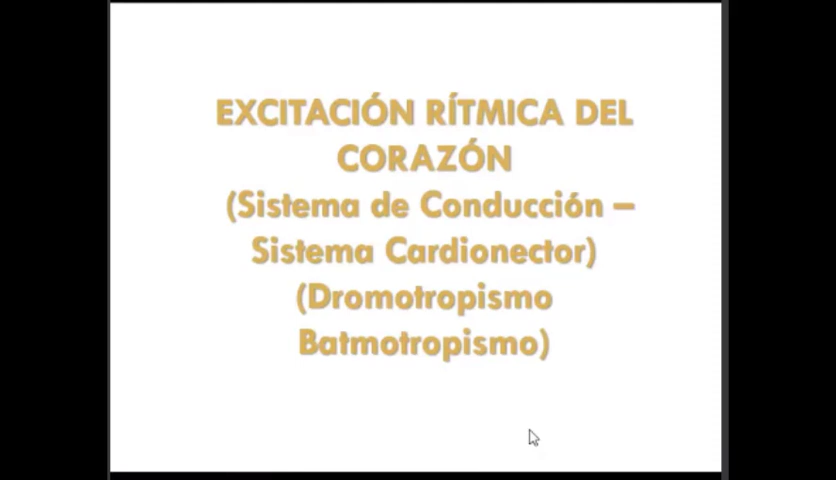 EXCITACIÓN RÍTMICA DEL
CORAZÓN
(Sistema de Conducción –
Sistema Cardionector)
(Dromotropismo
Batmotropismo)